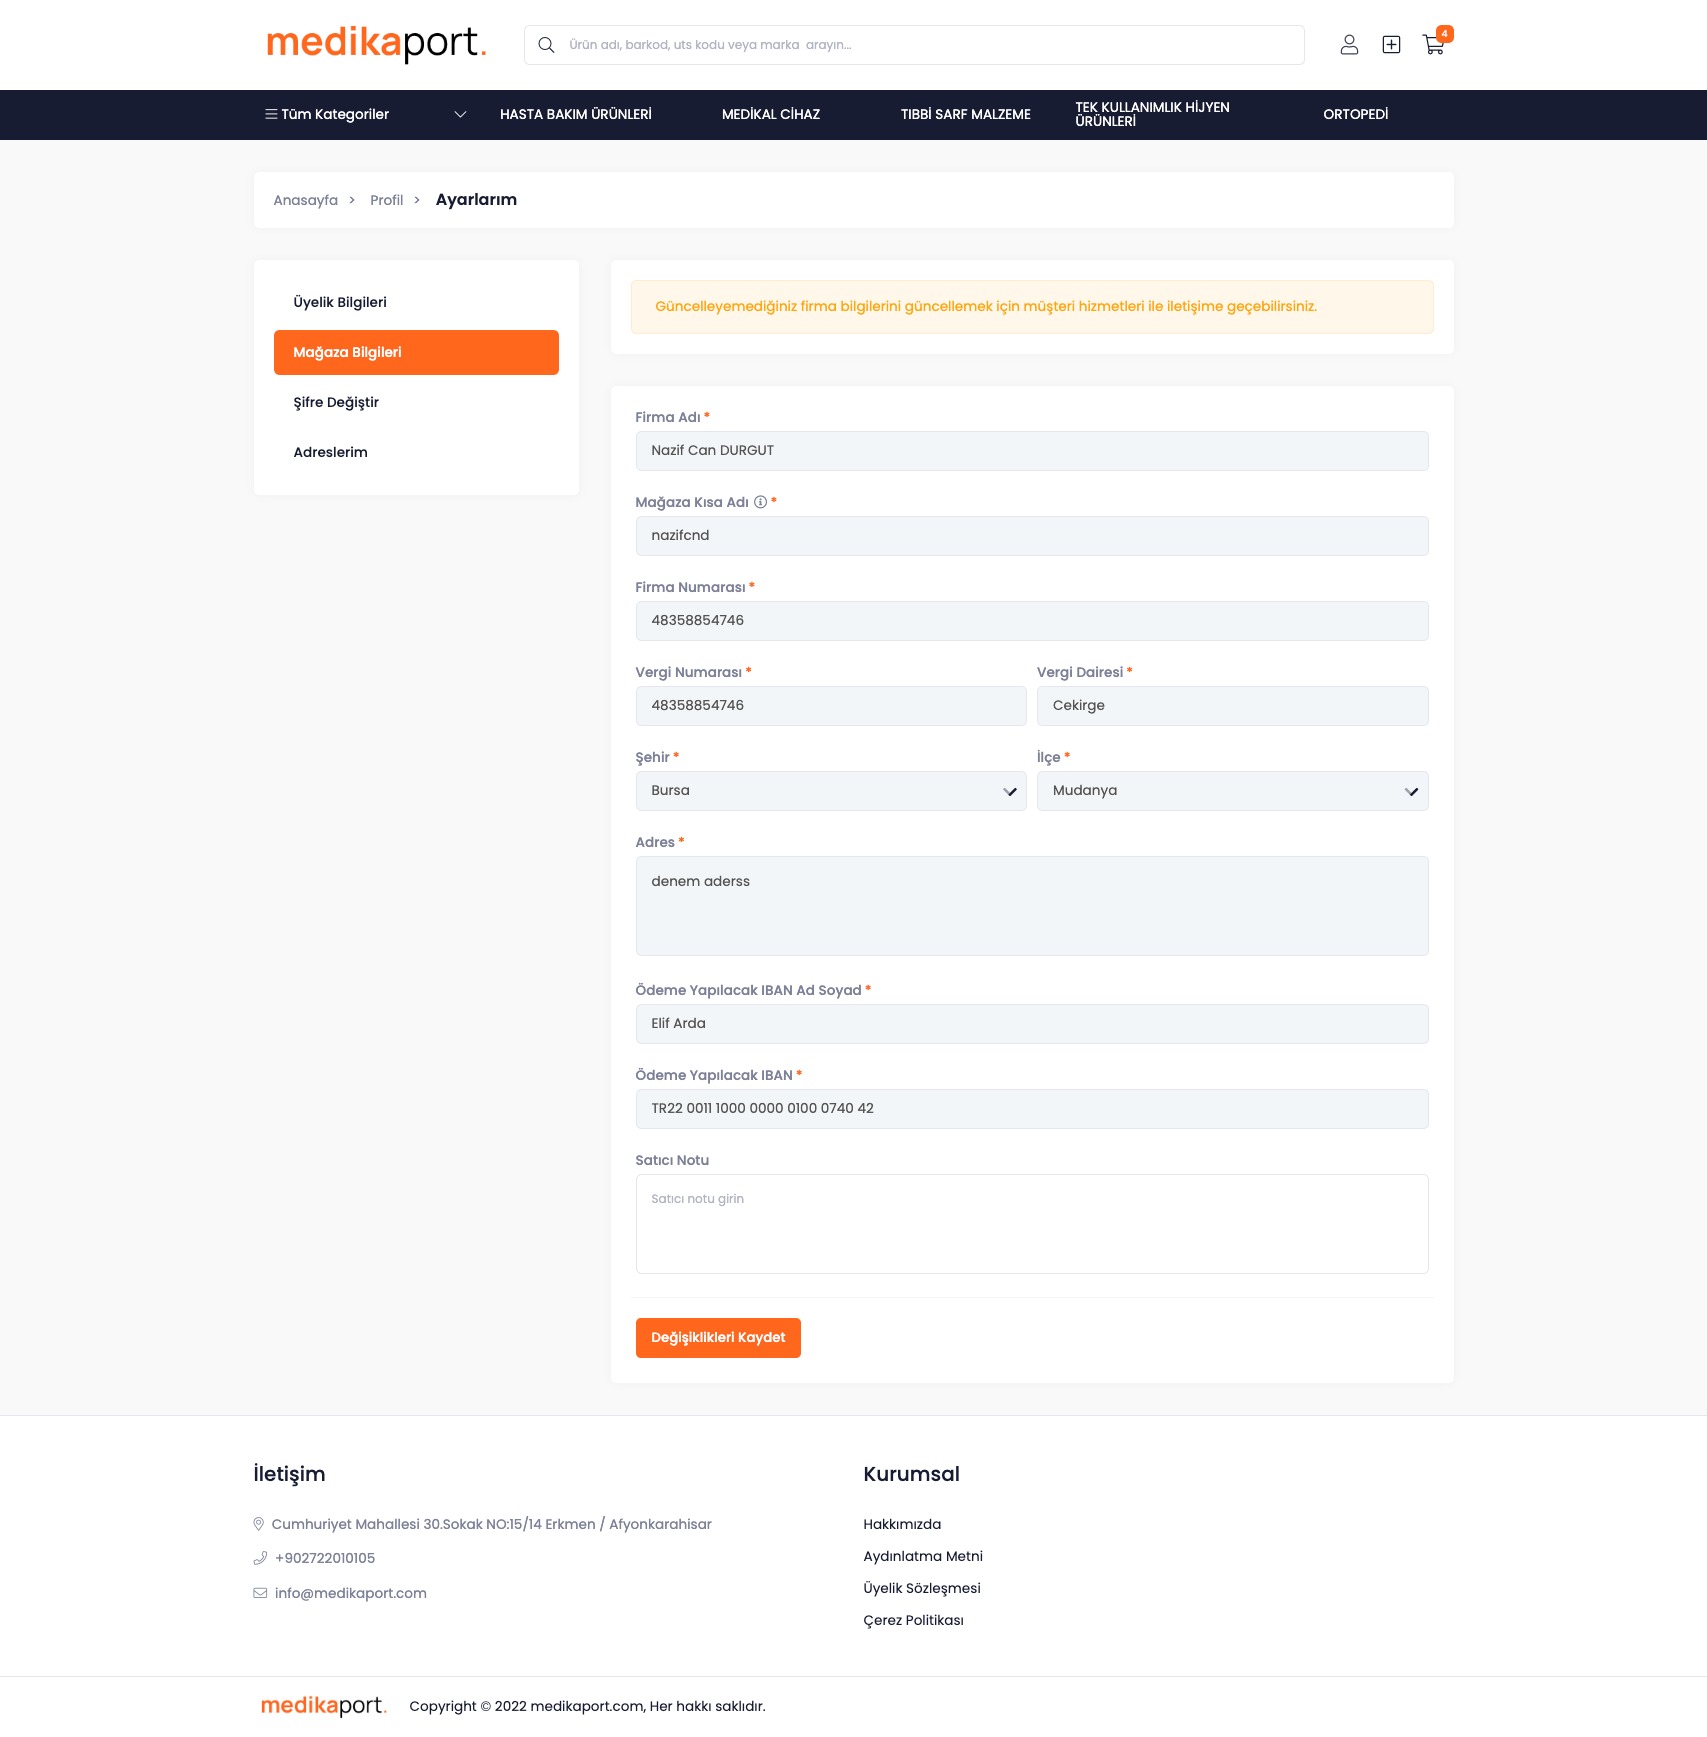 medikaport.
Ürün adı, barkod, uts kodu veya marka arayın...
4
Tüm Kategoriler
HASTA BAKIM ÜRÜNLERİ
MEDİKAL CİHAZ
TIBBİ SARF MALZEME
TEK KULLANIMLIK HİJYEN
ÜRÜNLERİ
ORTOPEDİ
Anasayfa > Profil > Ayarlarım
Üyelik Bilgileri
Mağaza Bilgileri
Şifre Değiştir
Adreslerim
Güncelleyemediğiniz firma bilgilerini güncellemek için müşteri hizmetleri ile iletişime geçebilirsiniz.
Firma Adı *
Nazif Can DURGUT
Mağaza Kısa Adı *
nazifcnd
Firma Numarası *
48358854746
Vergi Numarası *
48358854746
Vergi Dairesi *
Cekirge
Şehir *
Bursa
İlçe *
Mudanya
Adres *
denem aderss
Ödeme Yapılacak IBAN Ad Soyad *
Elif Arda
Ödeme Yapılacak IBAN *
TR22 0011 1000 0000 0100 0740 42
Satıcı Notu
Satıcı notu girin
Değişiklikleri Kaydet
İletişim
Cumhuriyet Mahallesi 30.Sokak NO:15/14 Erkmen / Afyonkarahisar
+902722010105
info@medikaport.com
Kurumsal
Hakkımızda
Aydınlatma Metni
Üyelik Sözleşmesi
Çerez Politikası
medikaport.
Copyright © 2022 medikaport.com, Her hakkı saklıdır.